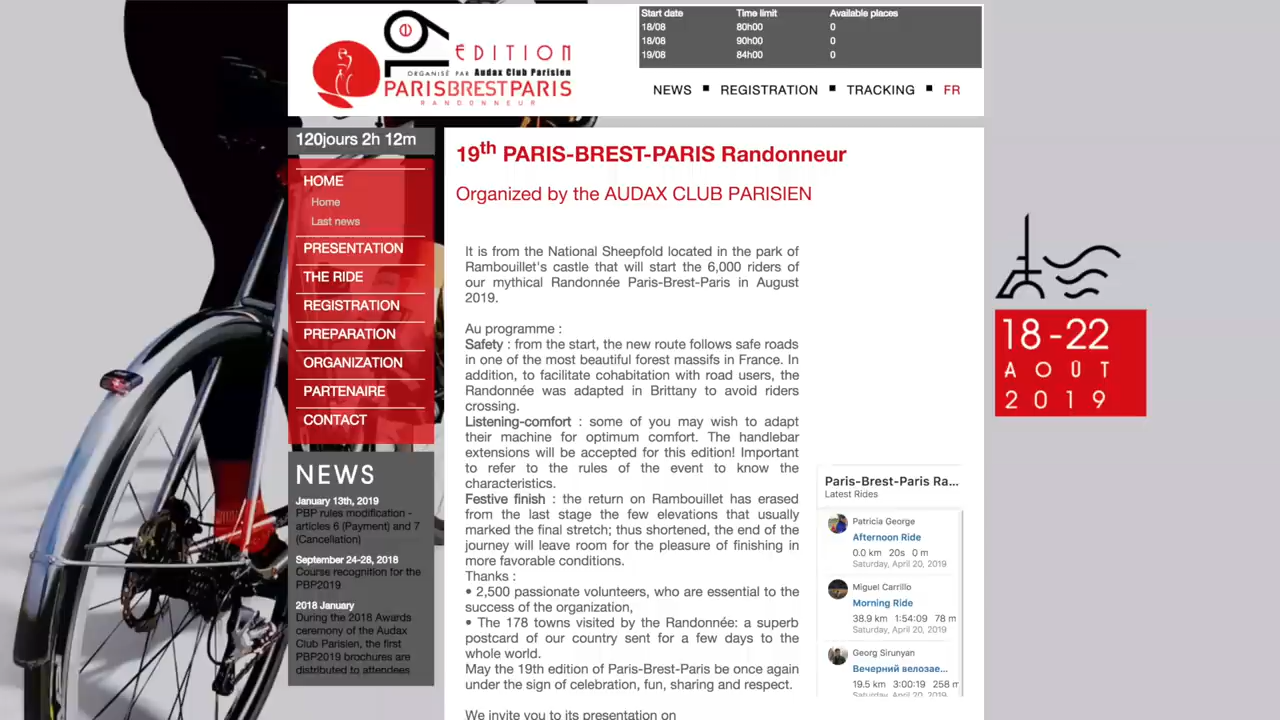 19e
ÉDITION
ORGANISÉ PAR Audax Club Parisien
PARISBRESTPARIS
RANDONNEUR
Start date Time limit Available places
18/08 80h00 0
18/08 90h00 0
19/08 84h00 0
NEWS REGISTRATION TRACKING FR
120jours 2h 12m
HOME
Home
Last news
PRESENTATION
THE RIDE
REGISTRATION
PREPARATION
ORGANIZATION
PARTENAIRE
CONTACT
NEWS
January 13th, 2019
PBP rules modification -
articles 6 (Payment) and 7
(Cancellation)
September 24-28, 2018
Course recognition for the
PBP2019
2018 January
During the 2018 Awards
ceremony of the Audax
Club Parisien, the first
PBP2019 brochures are
distributed to attendees
19th PARIS-BREST-PARIS Randonneur
Organized by the AUDAX CLUB PARISIEN
It is from the National Sheepfold located in the park of
Rambouillet's castle that will start the 6,000 riders of
our mythical Randonnée Paris-Brest-Paris in August
2019.
Au programme :
Safety : from the start, the new route follows safe roads
in one of the most beautiful forest massifs in France. In
addition, to facilitate cohabitation with road users, the
Randonnée was adapted in Brittany to avoid riders
crossing.
Listening-comfort : some of you may wish to adapt
their machine for optimum comfort. The handlebar
extensions will be accepted for this edition! Important
to refer to the rules of the event to know the
characteristics.
Festive finish : the return on Rambouillet has erased
from the last stage the few elevations that usually
marked the final stretch; thus shortened, the end of the
journey will leave room for the pleasure of finishing in
more favorable conditions.
Thanks :
• 2,500 passionate volunteers, who are essential to the
success of the organization,
• The 178 towns visited by the Randonnée: a superb
postcard of our country sent for a few days to the
whole world.
May the 19th edition of Paris-Brest-Paris be once again
under the sign of celebration, fun, sharing and respect.
We invite you to its presentation on
Paris-Brest-Paris Ra...
Latest Rides
Patricia George
Afternoon Ride
0.0 km 20s 0 m
Saturday, April 20, 2019
Miguel Carrillo
Morning Ride
38.9 km 1:54:09 78 m
Saturday, April 20, 2019
Georg Sirunyan
Вечерний велозае...
19.5 km 3:00:19 258 m
Saturday, April 20, 2019
18-22
AOÛT
2019